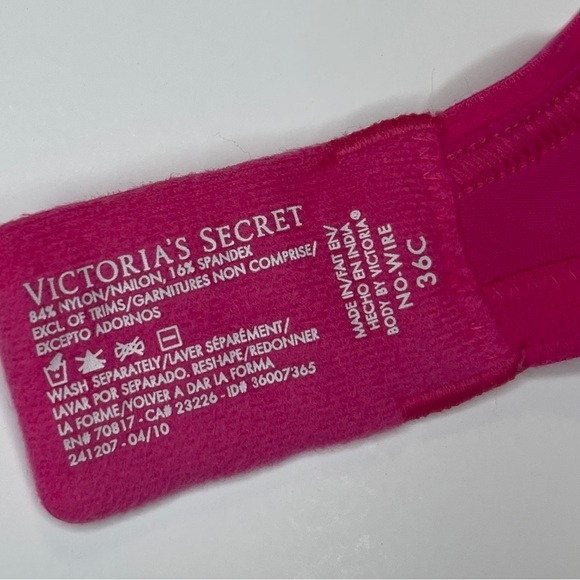 VICTORIA'S SECRET
84% NYLON/NAILON, 16% SPANDEX
EXCL. OF TRIMS/GARNITURES NON COMPRISE/
EXCEPTO ADORNOS
WASH SEPARATELY/LAVER SÉPARÉMENT/
LAVAR POR SEPARADO. RESHAPE/REDONNER
LA FORME/VOLVER A DAR LA FORMA
RN# 70817 - CA# 23226 - ID# 36007365
241207 - 04/10
MADE IN/FAIT EN/
HECHO EN INDIA
BODY BY VICTORIA®
NO.WIRE
36C